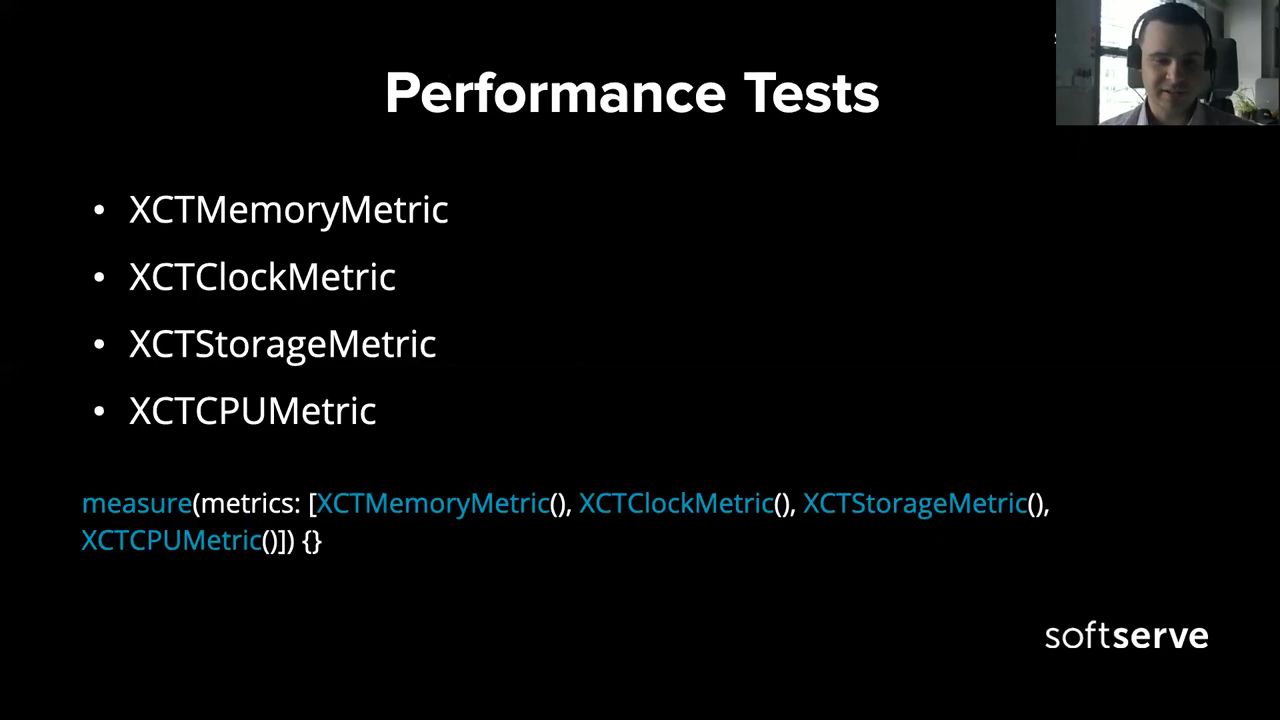 Performance Tests
• XCTMemoryMetric
• XCTClockMetric
• XCTStorageMetric
• XCTCPUMetric
measure(metrics: [XCTMemoryMetric(), XCTClockMetric(), XCTStorageMetric(),
XCTCPUMetric()]) {}
softserve